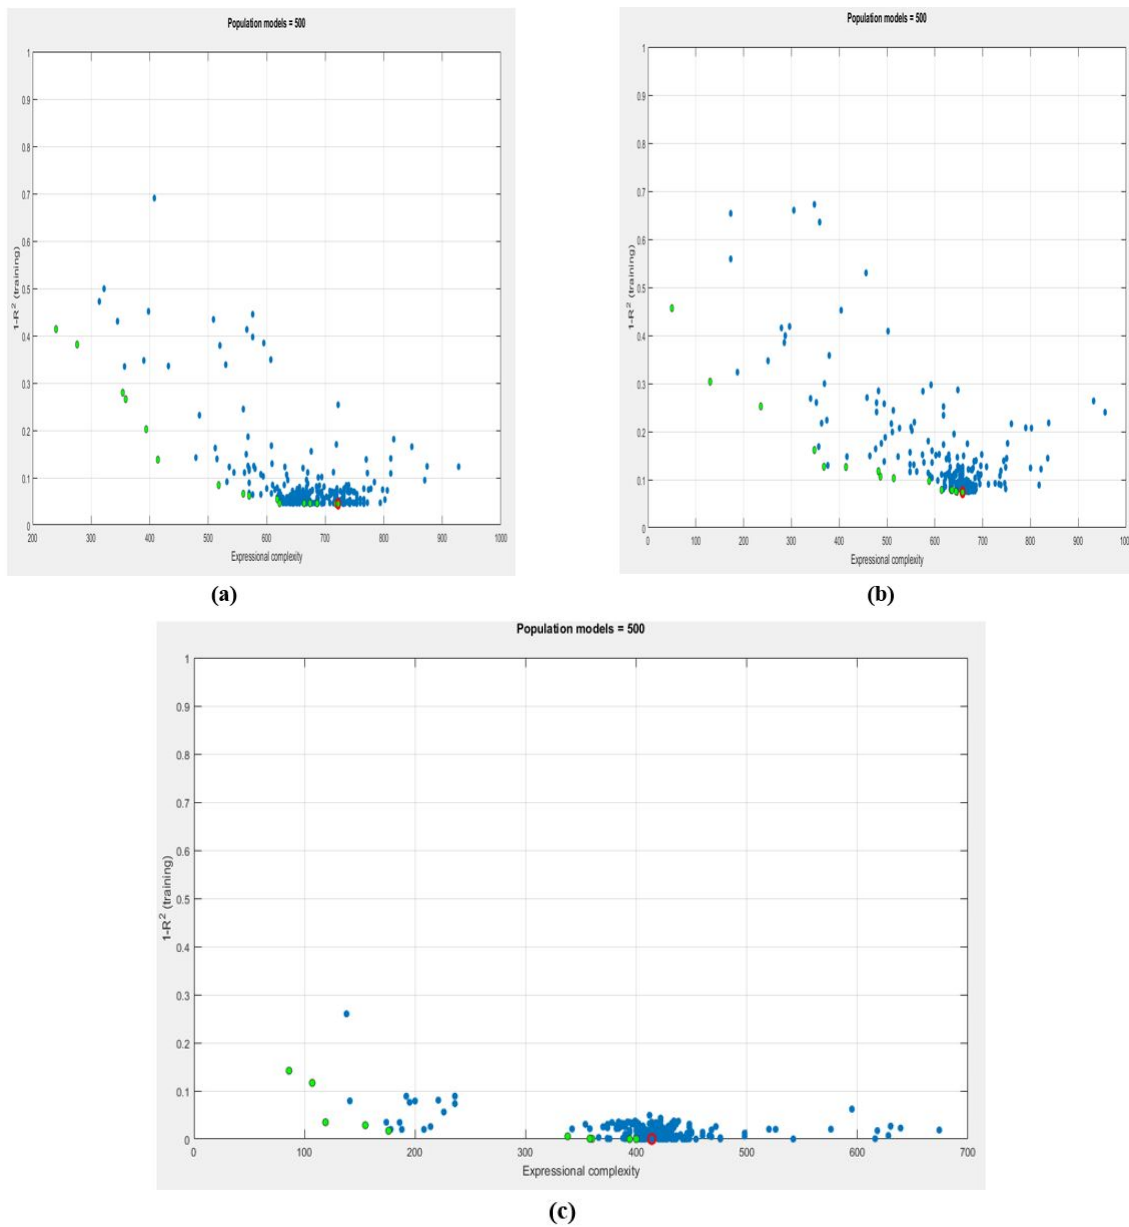 Population models = 500
1
0.9
0.8
0.7
0.6
0.5
0.4
0.3
0.2
0.1
0
1-R² (training)
200 300 400 500 600 700 800 900 1000
Expressional complexity
(a)
Population models = 500
1
0.9
0.8
0.7
0.6
0.5
0.4
0.3
0.2
0.1
0
1-R² (training)
0 100 200 300 400 500 600 700 800 900 1000
Expressional complexity
(b)
Population models = 500
1
0.9
0.8
0.7
0.6
0.5
0.4
0.3
0.2
0.1
0
1-R² (training)
0 100 200 300 400 500 600 700
Expressional complexity
(c)